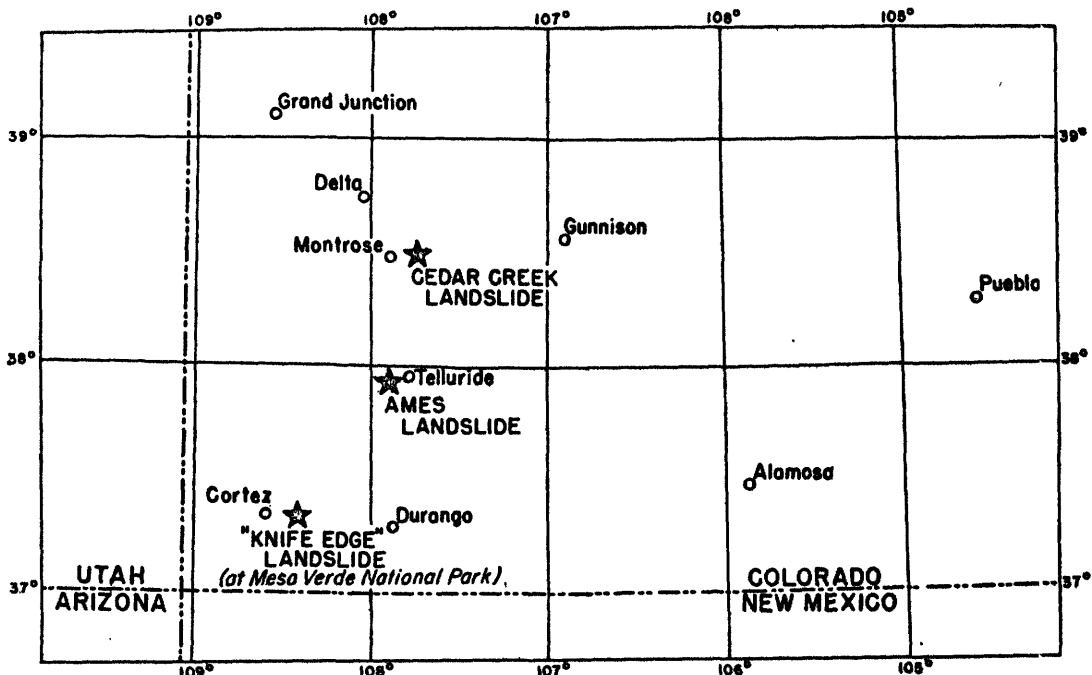 109° 108° 107° 108° 105°
Grand Junction
39° 39°
Delta
Gunnison
Montrose
CEDAR CREEK
LANDSLIDE
Pueblo
38° 38°
Telluride
AMES
LANDSLIDE
Alamosa
Cortez
Durango
"KNIFE EDGE"
LANDSLIDE
(at Mesa Verde National Park)
UTAH COLORADO
37° 37°
ARIZONA NEW MEXICO
109° 108° 107° 106° 105°